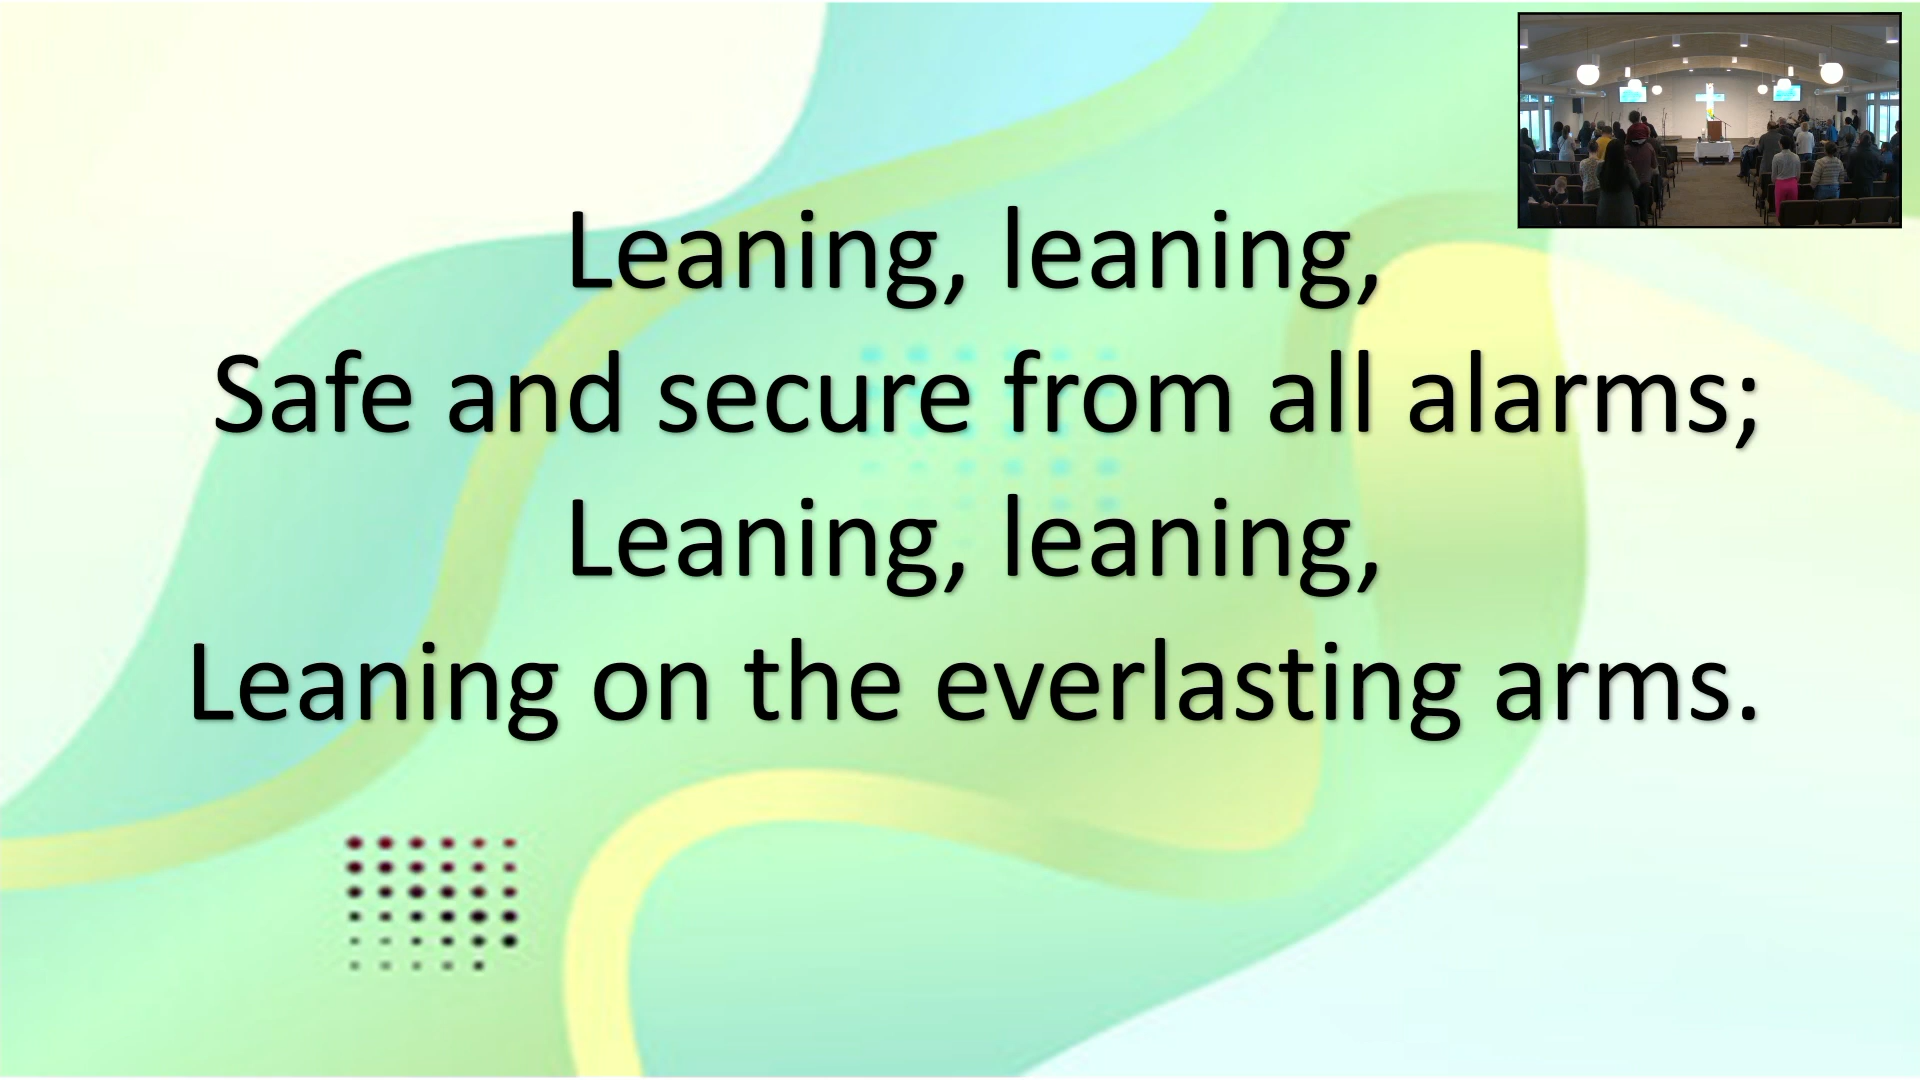 Leaning, leaning,
Safe and secure from all alarms;
Leaning, leaning,
Leaning on the everlasting arms.